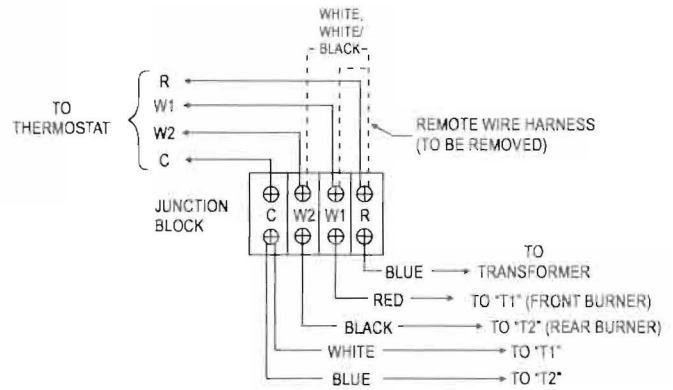 WHITE,
WHITE/
BLACK
R
W1
W2
C
TO
THERMOSTAT
REMOTE WIRE HARNESS
(TO BE REMOVED)
JUNCTION
BLOCK
C W2 W1 R
BLUE TO
TRANSFORMER
RED TO "T1" (FRONT BURNER)
BLACK TO "T2" (REAR BURNER)
WHITE TO "T1"
BLUE TO "T2"